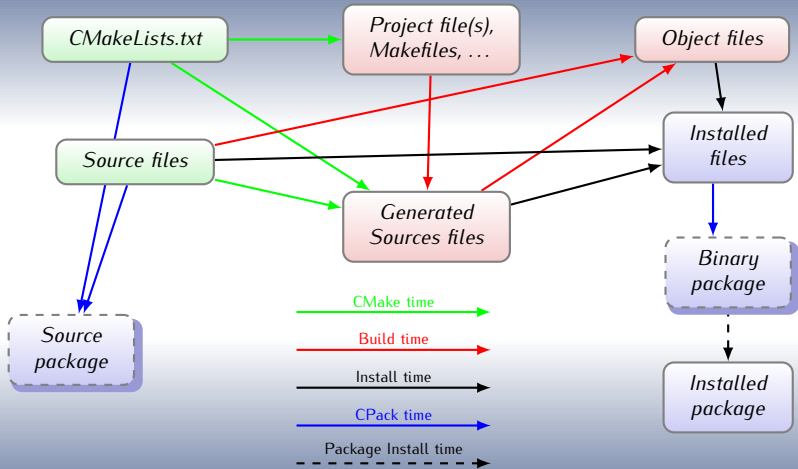 CMakeLists.txt
Project file(s),
Makefiles, ...
Object files
Source files
Installed
files
Generated
Sources files
Binary
package
Source
package
Installed
package
CMake time
Build time
Install time
CPack time
Package Install time